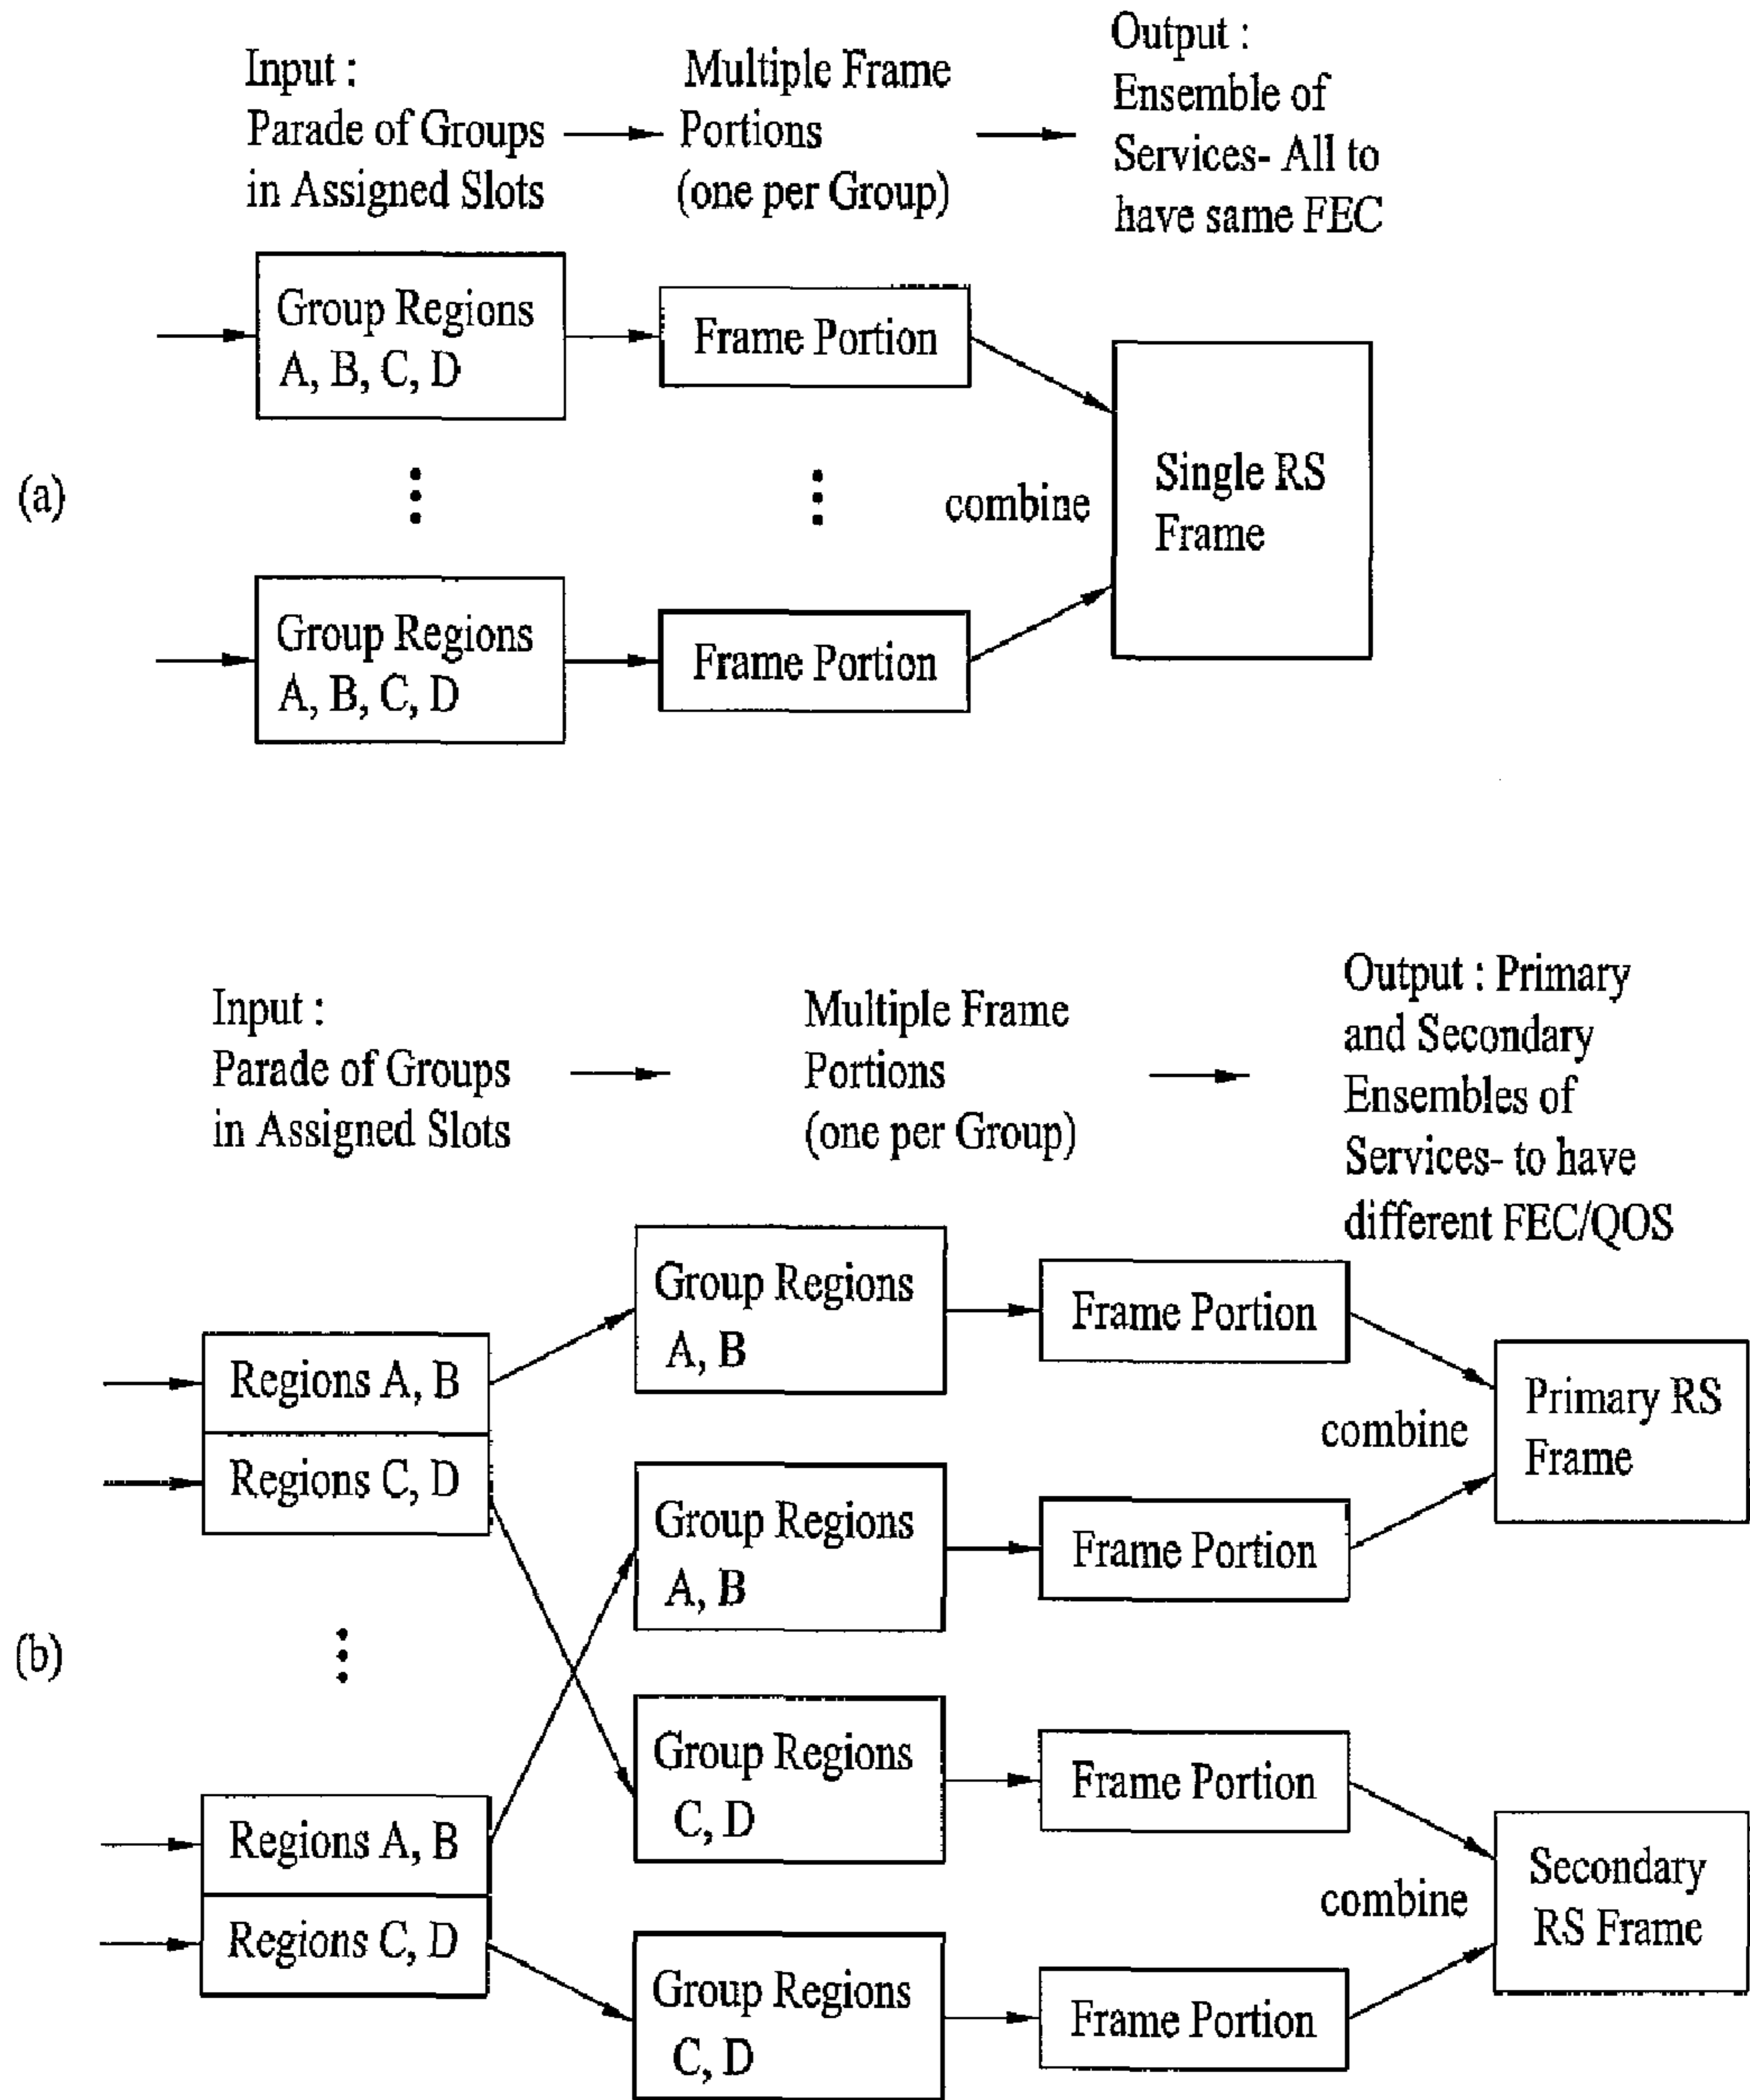 Input :
Parade of Groups
in Assigned Slots
Multiple Frame
Portions
(one per Group)
Output :
Ensemble of
Services- All to
have same FEC
(a)
Group Regions
A, B, C, D
Frame Portion
combine
Single RS
Frame
Group Regions
A, B, C, D
Frame Portion
Input :
Parade of Groups
in Assigned Slots
Multiple Frame
Portions
(one per Group)
Output : Primary
and Secondary
Ensembles of
Services- to have
different FEC/QOS
(b)
Regions A, B
Regions C, D
Regions A, B
Regions C, D
Group Regions
A, B
Group Regions
A, B
Group Regions
C, D
Group Regions
C, D
Frame Portion
Frame Portion
Frame Portion
Frame Portion
combine
Primary RS
Frame
combine
Secondary
RS Frame